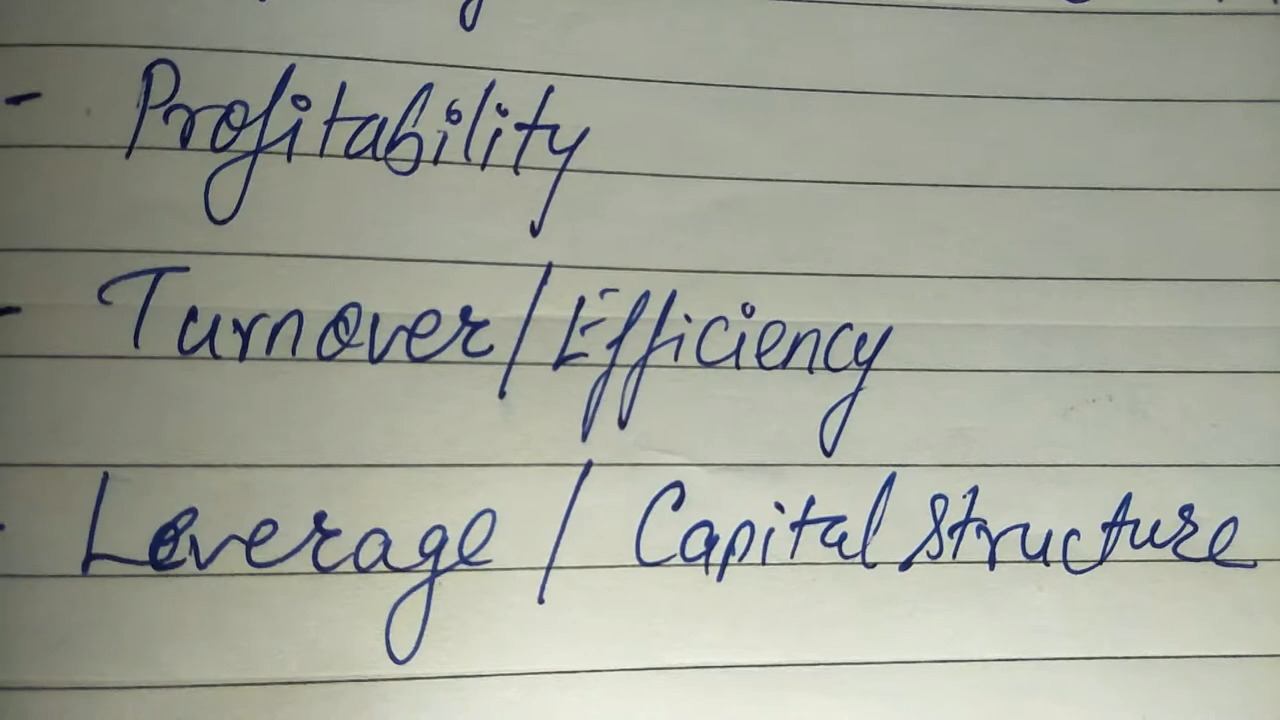 - Profitability
- Turnover/Efficiency
- Leverage / Capital Structure